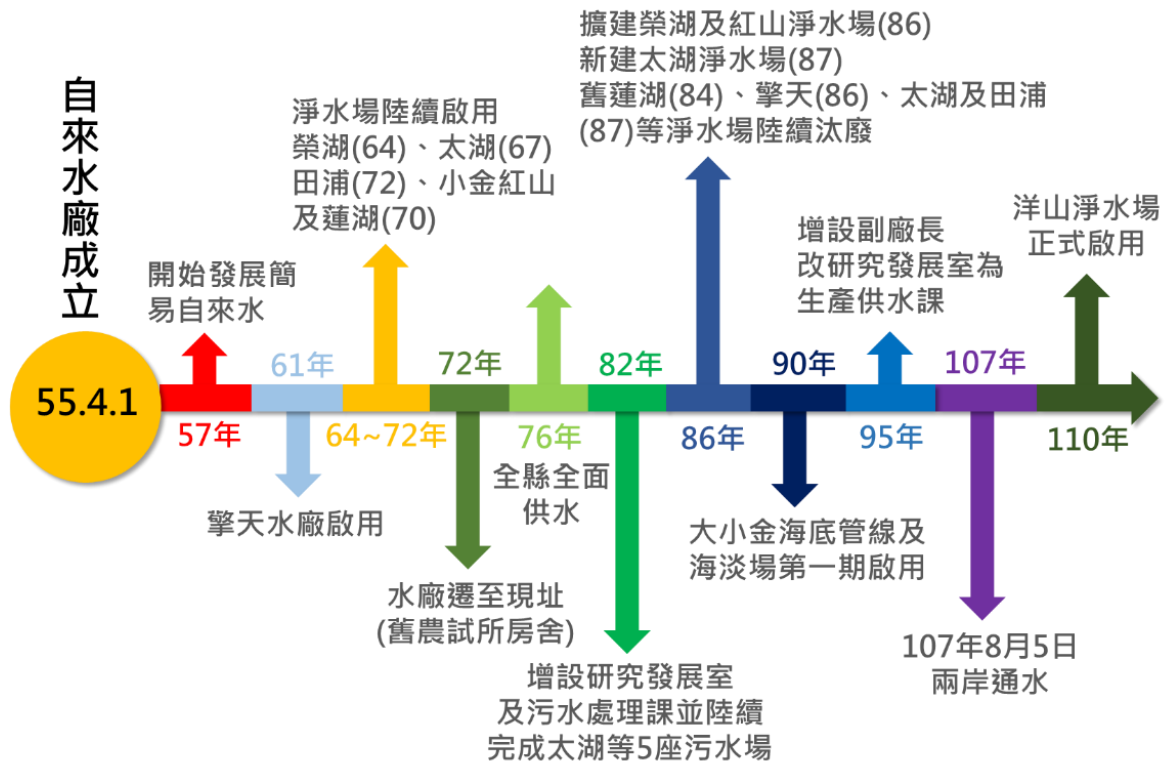 自來水廠成立
55.4.1
57年
開始發展簡
易自來水
61年
擎天水廠啟用
64~72年
淨水場陸續啟用
榮湖(64)、太湖(67)
田浦(72)、小金紅山
及蓮湖(70)
72年
水廠遷至現址
(舊農試所房舍)
76年
全縣全面
供水
82年
增設研究發展室
及污水處理課並陸續
完成太湖等5座污水場
86年
擴建榮湖及紅山淨水場(86)
新建太湖淨水場(87)
舊蓮湖(84)、擎天(86)、太湖及田浦
(87)等淨水場陸續汰廢
90年
大小金海底管線及
海淡場第一期啟用
95年
增設副廠長
改研究發展室為
生產供水課
107年
107年8月5日
兩岸通水
110年
洋山淨水場
正式啟用